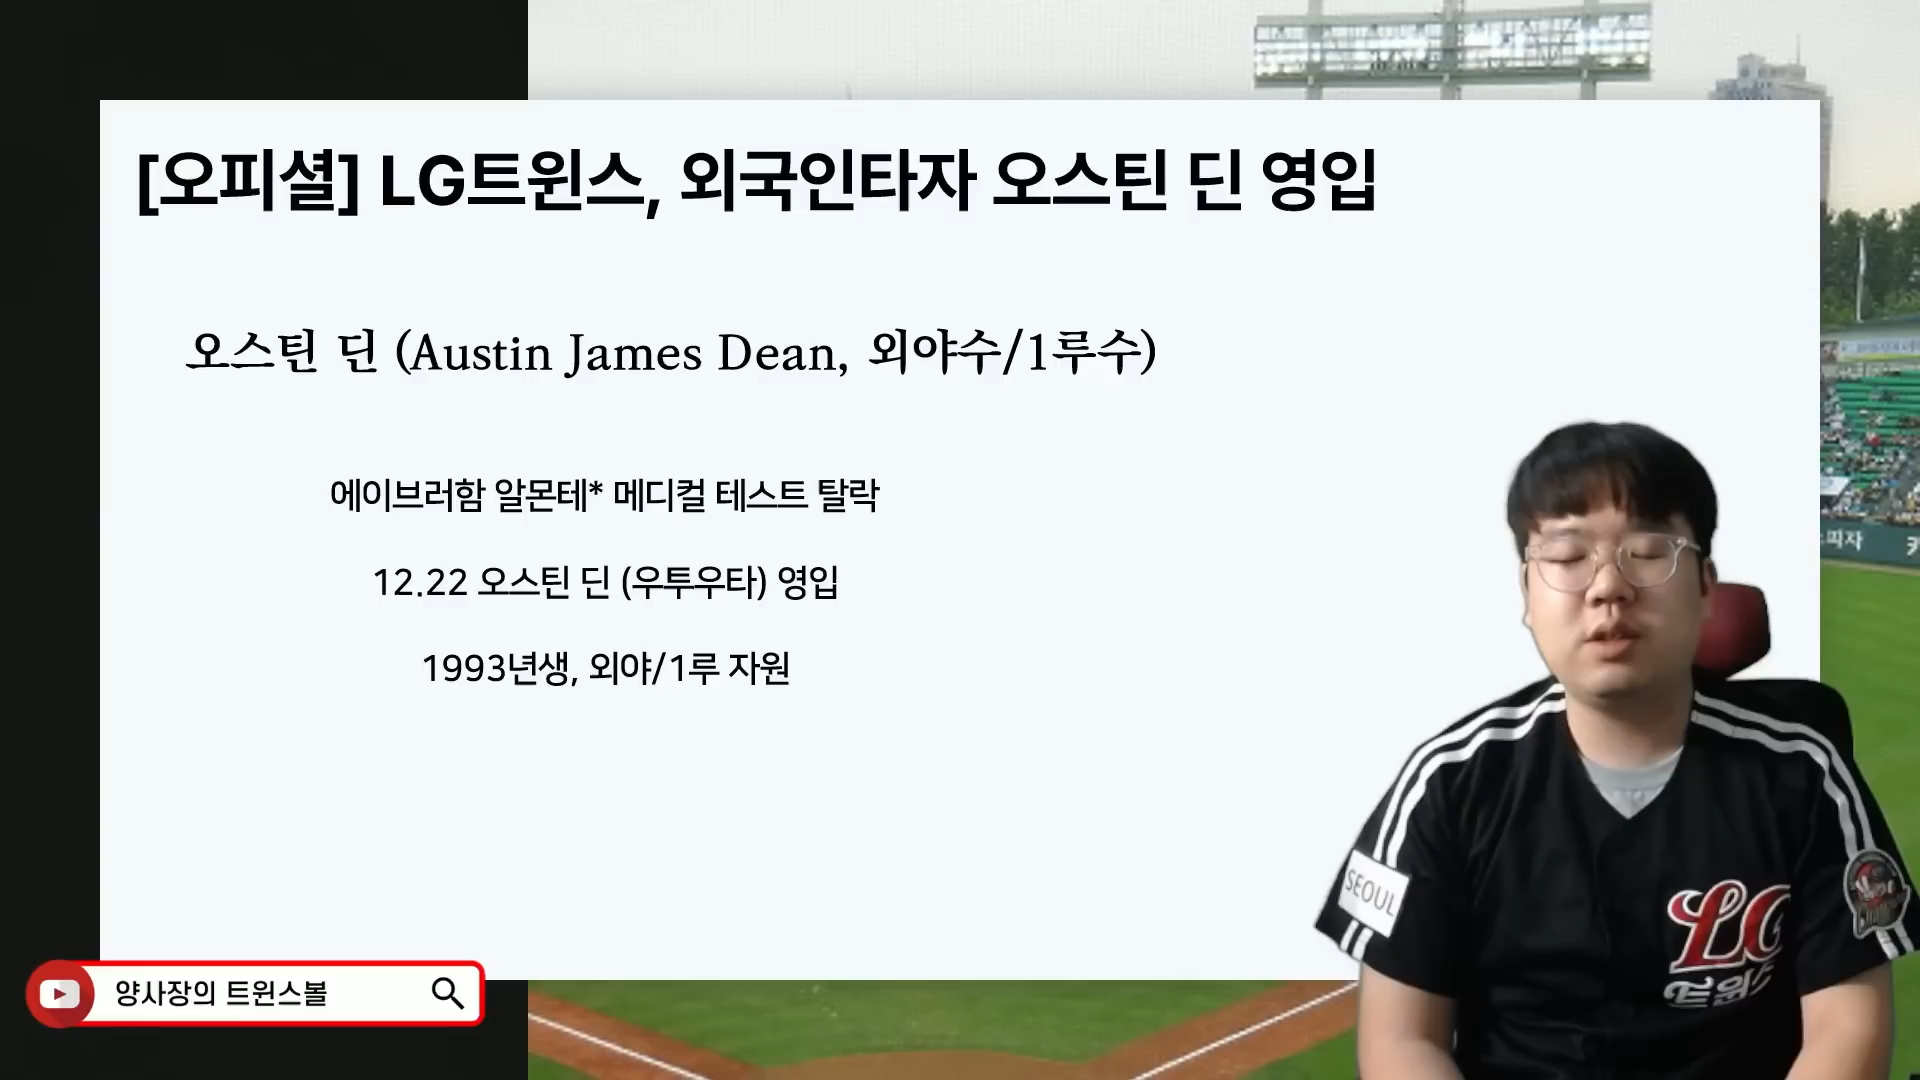 [오피셜] LG트윈스, 외국인타자 오스틴 딘 영입
오스틴 딘 (Austin James Dean, 외야수/1루수)
에이브러함 알몬테* 메디컬 테스트 탈락
12.22 오스틴 딘 (우투우타) 영입
1993년생, 외야/1루 자원
SEOUL
LG
트윈스
양사장의 트윈스볼